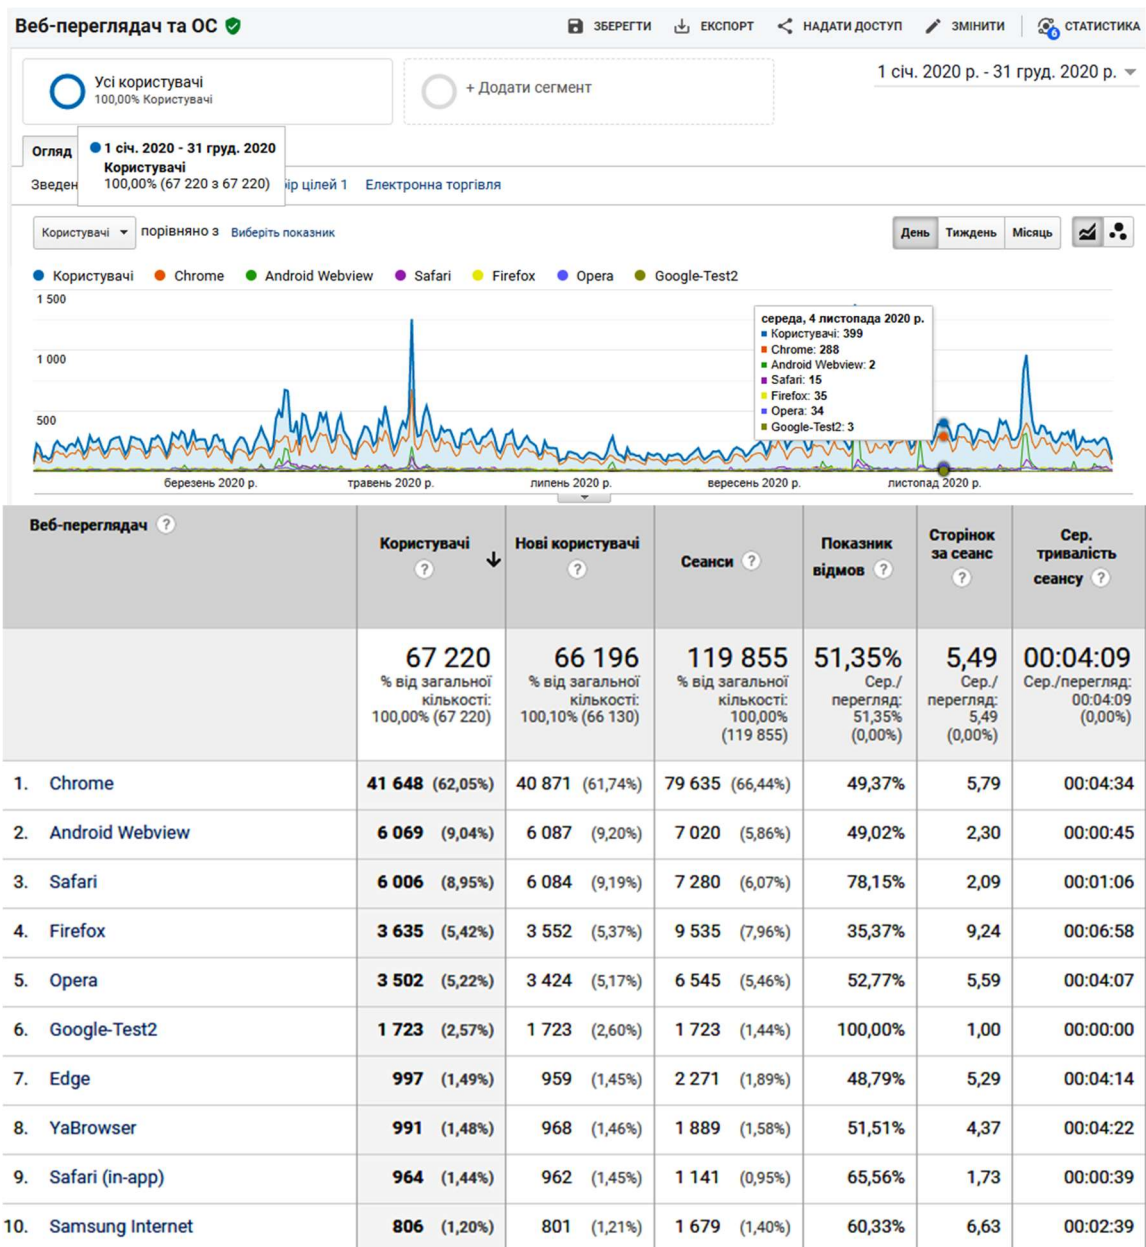 Веб-переглядач та ОС
ЗБЕРЕГТИ ЕКСПОРТ НАДАТИ ДОСТУП ЗМІНИТИ 6 СТАТИСТИКА
Усі користувачі
100,00% Користувачі
+ Додати сегмент
1 січ. 2020 р. - 31 груд. 2020 р.
Огляд
1 січ. 2020 - 31 груд. 2020
Користувачі
100,00% (67 220 з 67 220)
Зведен
ір цілей 1 Електронна торгівля
Користувачі порівняно з Виберіть показник
День Тиждень Місяць
Користувачі Chrome Android Webview Safari Firefox Opera Google-Test2
1 500
1 000
500
середа, 4 листопада 2020 р.
Користувачі: 399
Chrome: 288
Android Webview: 2
Safari: 15
Firefox: 35
Opera: 34
Google-Test2: 3
березень 2020 р. травень 2020 р. липень 2020 р. вересень 2020 р. листопад 2020 р.
Веб-переглядач ?
Користувачі ?
Нові користувачі ?
Сеанси ?
Показник
відмов ?
Сторінок
за сеанс
?
Сер.
тривалість
сеансу ?
67 220
% від загальної
кількості:
100,00% (67 220)
66 196
% від загальної
кількості:
100,10% (66 130)
119 855
% від загальної
кількості:
100,00%
(119 855)
51,35%
Сер./
перегляд:
51,35%
(0,00%)
5,49
Сер./
перегляд:
5,49
(0,00%)
00:04:09
Сер./перегляд:
00:04:09
(0,00%)
1. Chrome 41 648 (62,05%) 40 871 (61,74%) 79 635 (66,44%) 49,37% 5,79 00:04:34
2. Android Webview 6 069 (9,04%) 6 087 (9,20%) 7 020 (5,86%) 49,02% 2,30 00:00:45
3. Safari 6 006 (8,95%) 6 084 (9,19%) 7 280 (6,07%) 78,15% 2,09 00:01:06
4. Firefox 3 635 (5,42%) 3 552 (5,37%) 9 535 (7,96%) 35,37% 9,24 00:06:58
5. Opera 3 502 (5,22%) 3 424 (5,17%) 6 545 (5,46%) 52,77% 5,59 00:04:07
6. Google-Test2 1 723 (2,57%) 1 723 (2,60%) 1 723 (1,44%) 100,00% 1,00 00:00:00
7. Edge 997 (1,49%) 959 (1,45%) 2 271 (1,89%) 48,79% 5,29 00:04:14
8. YaBrowser 991 (1,48%) 968 (1,46%) 1 889 (1,58%) 51,51% 4,37 00:04:22
9. Safari (in-app) 964 (1,44%) 962 (1,45%) 1 141 (0,95%) 65,56% 1,73 00:00:39
10. Samsung Internet 806 (1,20%) 801 (1,21%) 1 679 (1,40%) 60,33% 6,63 00:02:39